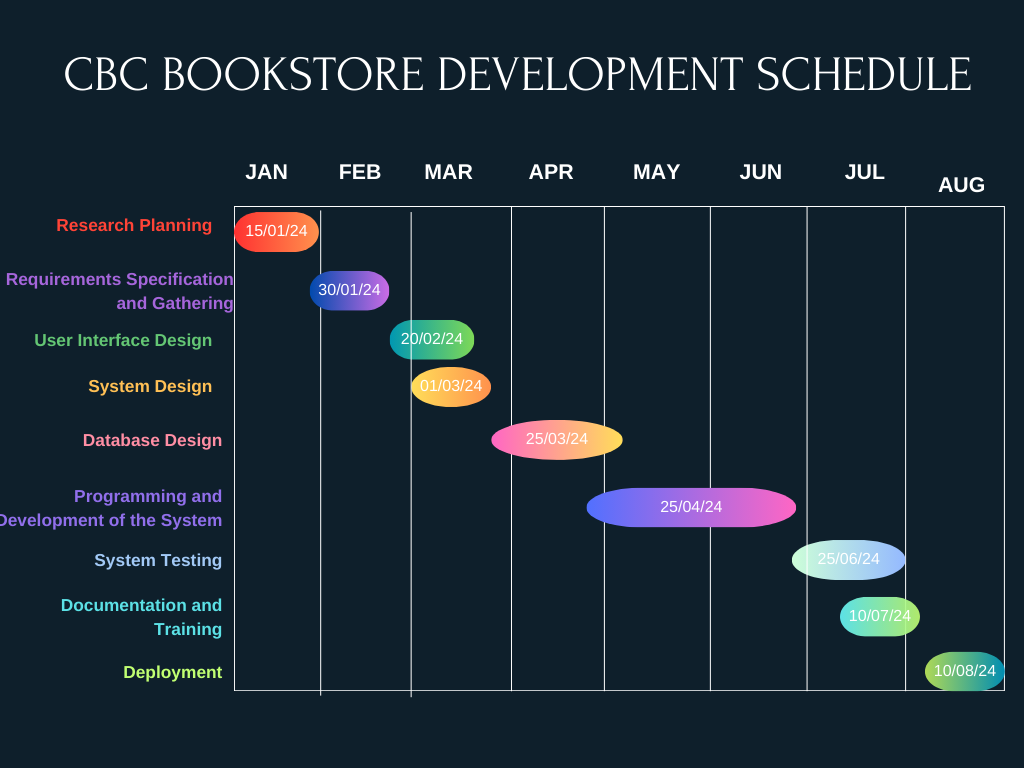 CBC BOOKSTORE DEVELOPMENT SCHEDULE
JAN FEB MAR APR MAY JUN JUL AUG
Research Planning 15/01/24
Requirements Specification
and Gathering 30/01/24
User Interface Design 20/02/24
System Design 01/03/24
Database Design 25/03/24
Programming and
Development of the System 25/04/24
System Testing 25/06/24
Documentation and
Training 10/07/24
Deployment 10/08/24